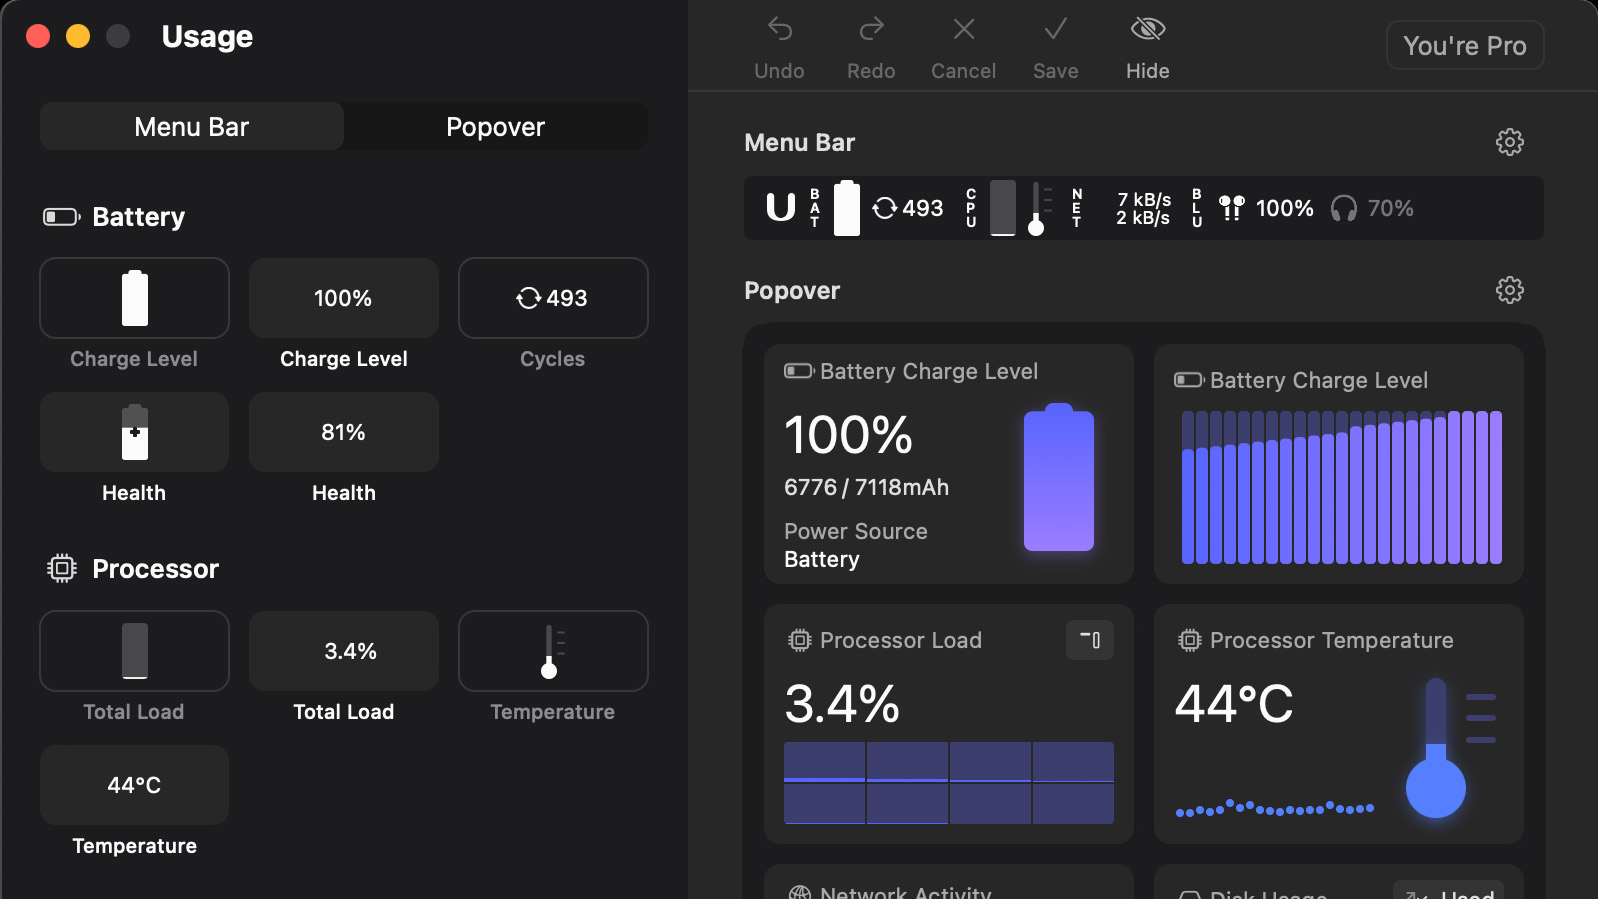 Usage
Menu Bar
Popover
Battery
Charge Level
100%
Charge Level
493
Cycles
Health
81%
Health
Processor
Total Load
3.4%
Total Load
Temperature
44°C
Temperature
Undo
Redo
Cancel
Save
Hide
You're Pro
Menu Bar
U
BAT
493
CPU
NET
7 kB/s
2 kB/s
BLU
100%
70%
Popover
Battery Charge Level
100%
6776 / 7118mAh
Power Source
Battery
Battery Charge Level
Processor Load
3.4%
Processor Temperature
44°C
Network Activity
Disk Usage
Used